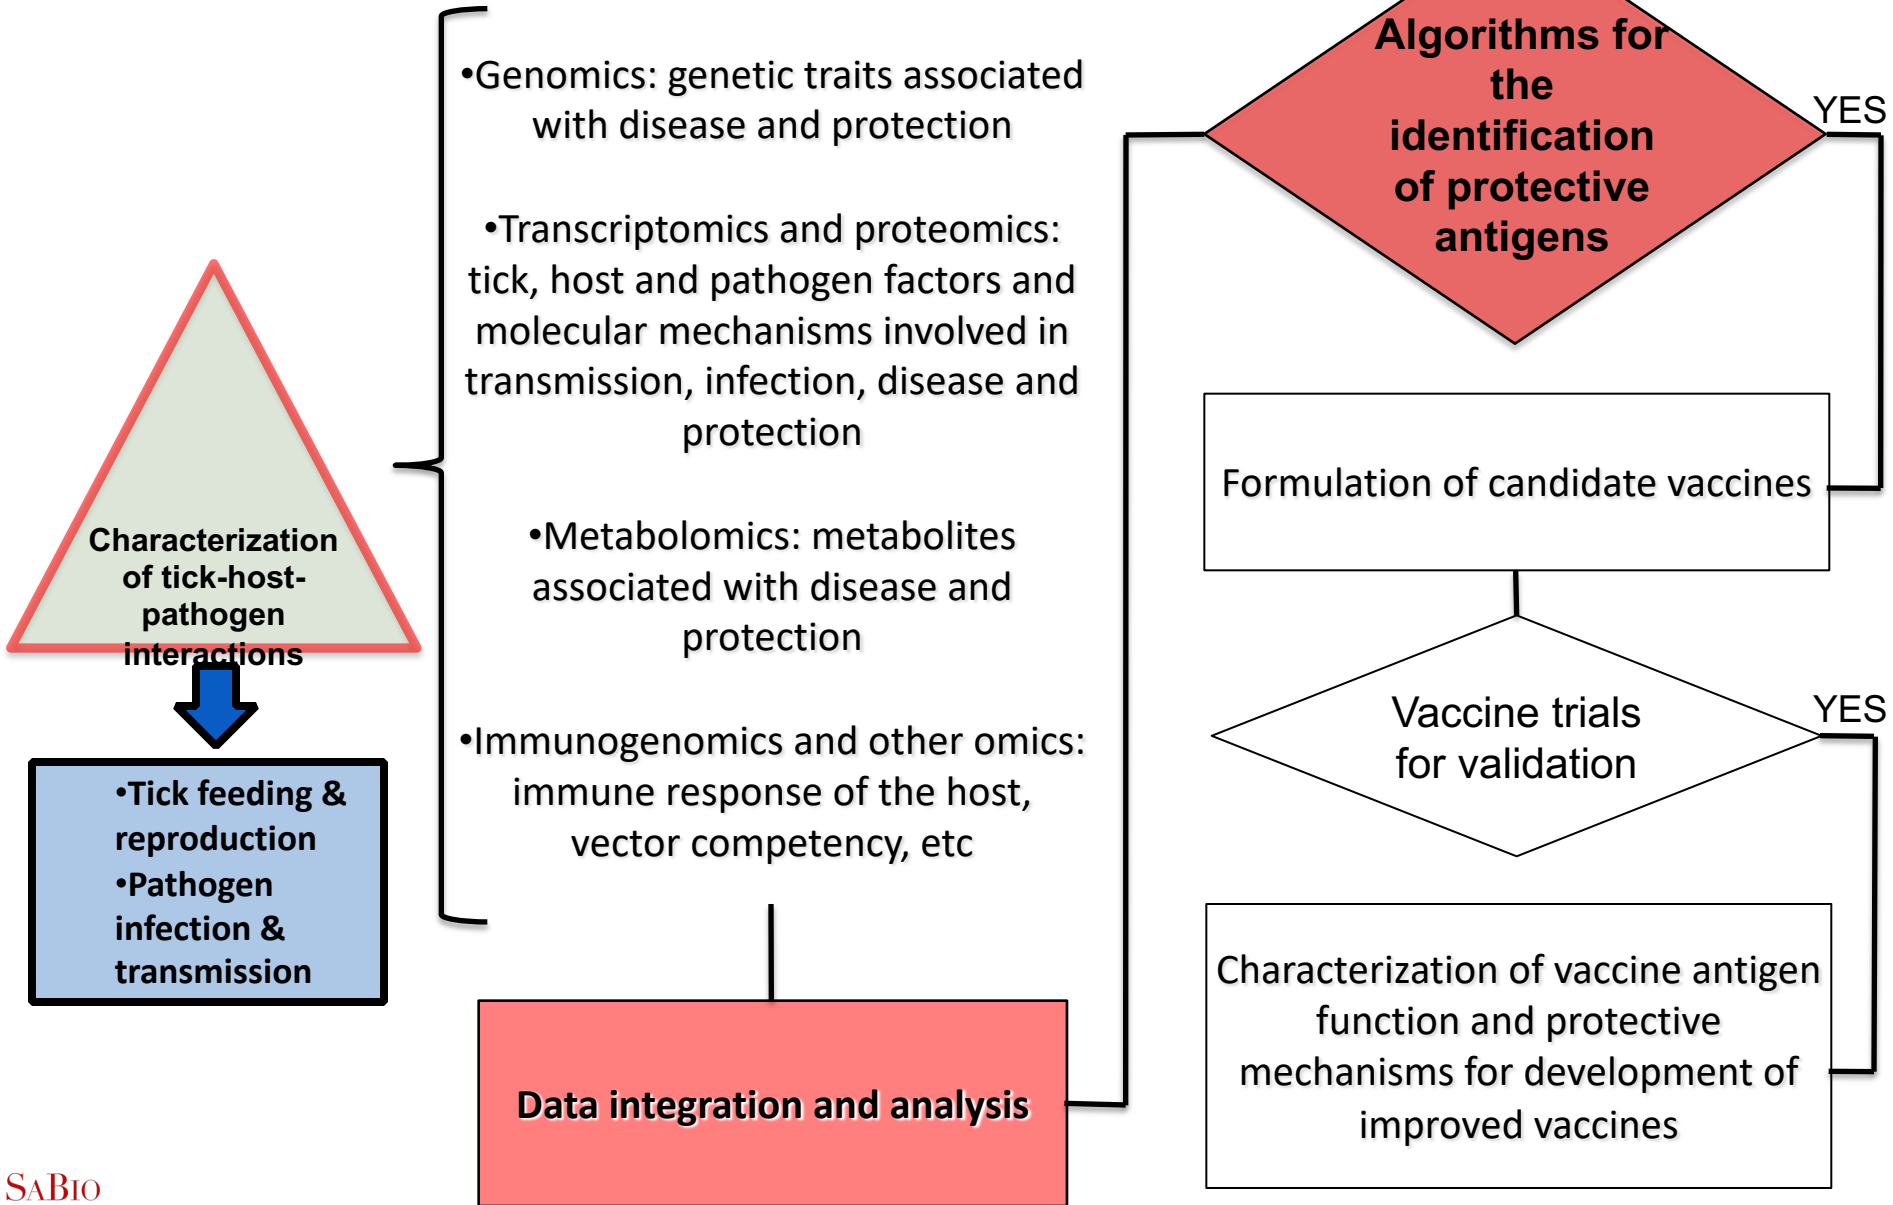 Characterization
of tick-host-
pathogen
interactions
•Tick feeding &
reproduction
•Pathogen
infection &
transmission
•Genomics: genetic traits associated
with disease and protection
•Transcriptomics and proteomics:
tick, host and pathogen factors and
molecular mechanisms involved in
transmission, infection, disease and
protection
•Metabolomics: metabolites
associated with disease and
protection
•Immunogenomics and other omics:
immune response of the host,
vector competency, etc
Data integration and analysis
Algorithms for
the
identification
of protective
antigens
YES
Formulation of candidate vaccines
Vaccine trials
for validation
YES
Characterization of vaccine antigen
function and protective
mechanisms for development of
improved vaccines
SABIO